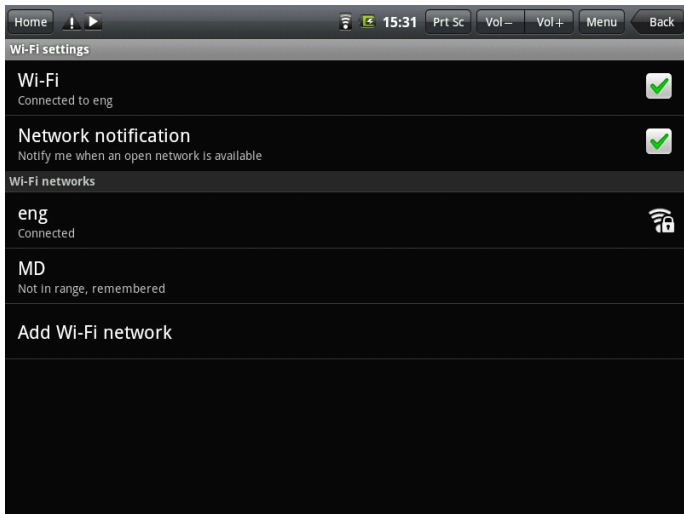 Home 15:31 Prt Sc Vol− Vol+ Menu Back
Wi-Fi settings
Wi-Fi
Connected to eng
Network notification
Notify me when an open network is available
Wi-Fi networks
eng
Connected
MD
Not in range, remembered
Add Wi-Fi network